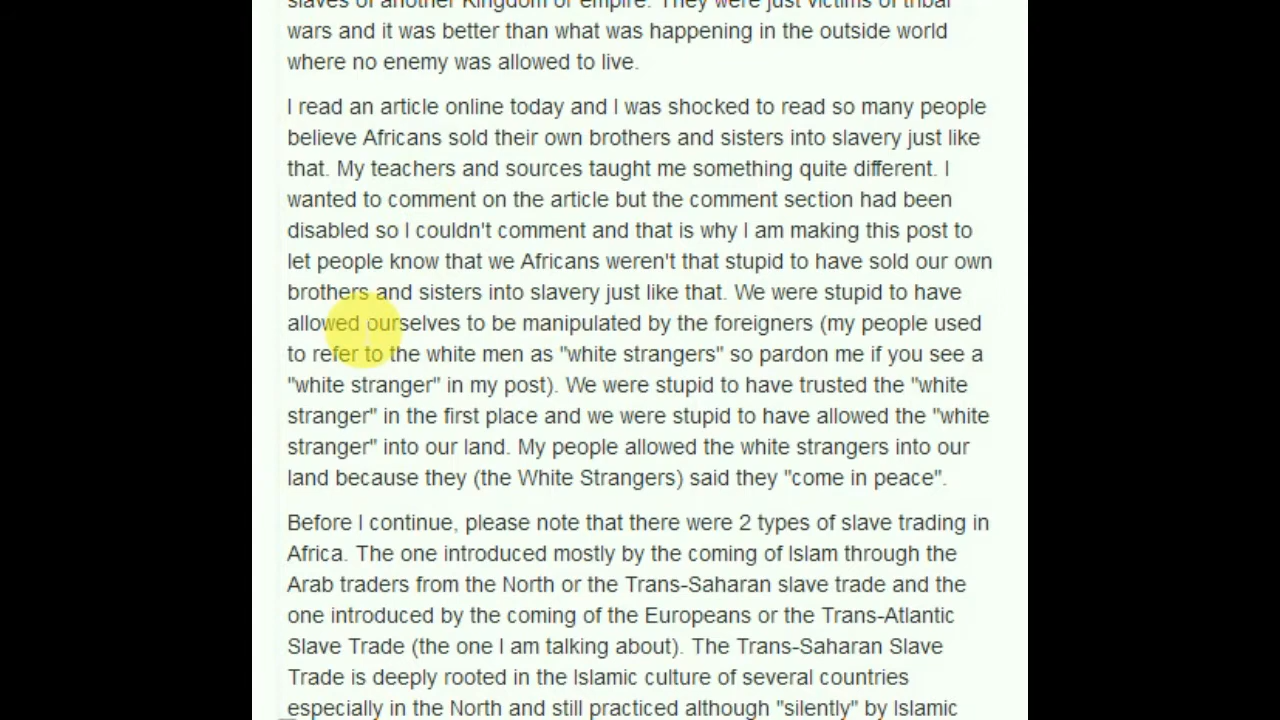 slaves of another Kingdom or empire. They were just victims of tribal
wars and it was better than what was happening in the outside world
where no enemy was allowed to live.
I read an article online today and I was shocked to read so many people
believe Africans sold their own brothers and sisters into slavery just like
that. My teachers and sources taught me something quite different. I
wanted to comment on the article but the comment section had been
disabled so I couldn't comment and that is why I am making this post to
let people know that we Africans weren't that stupid to have sold our own
brothers and sisters into slavery just like that. We were stupid to have
allowed ourselves to be manipulated by the foreigners (my people used
to refer to the white men as "white strangers" so pardon me if you see a
"white stranger" in my post). We were stupid to have trusted the "white
stranger" in the first place and we were stupid to have allowed the "white
stranger" into our land. My people allowed the white strangers into our
land because they (the White Strangers) said they "come in peace".
Before I continue, please note that there were 2 types of slave trading in
Africa. The one introduced mostly by the coming of Islam through the
Arab traders from the North or the Trans-Saharan slave trade and the
one introduced by the coming of the Europeans or the Trans-Atlantic
Slave Trade (the one I am talking about). The Trans-Saharan Slave
Trade is deeply rooted in the Islamic culture of several countries
especially in the North and still practiced although "silently" by Islamic